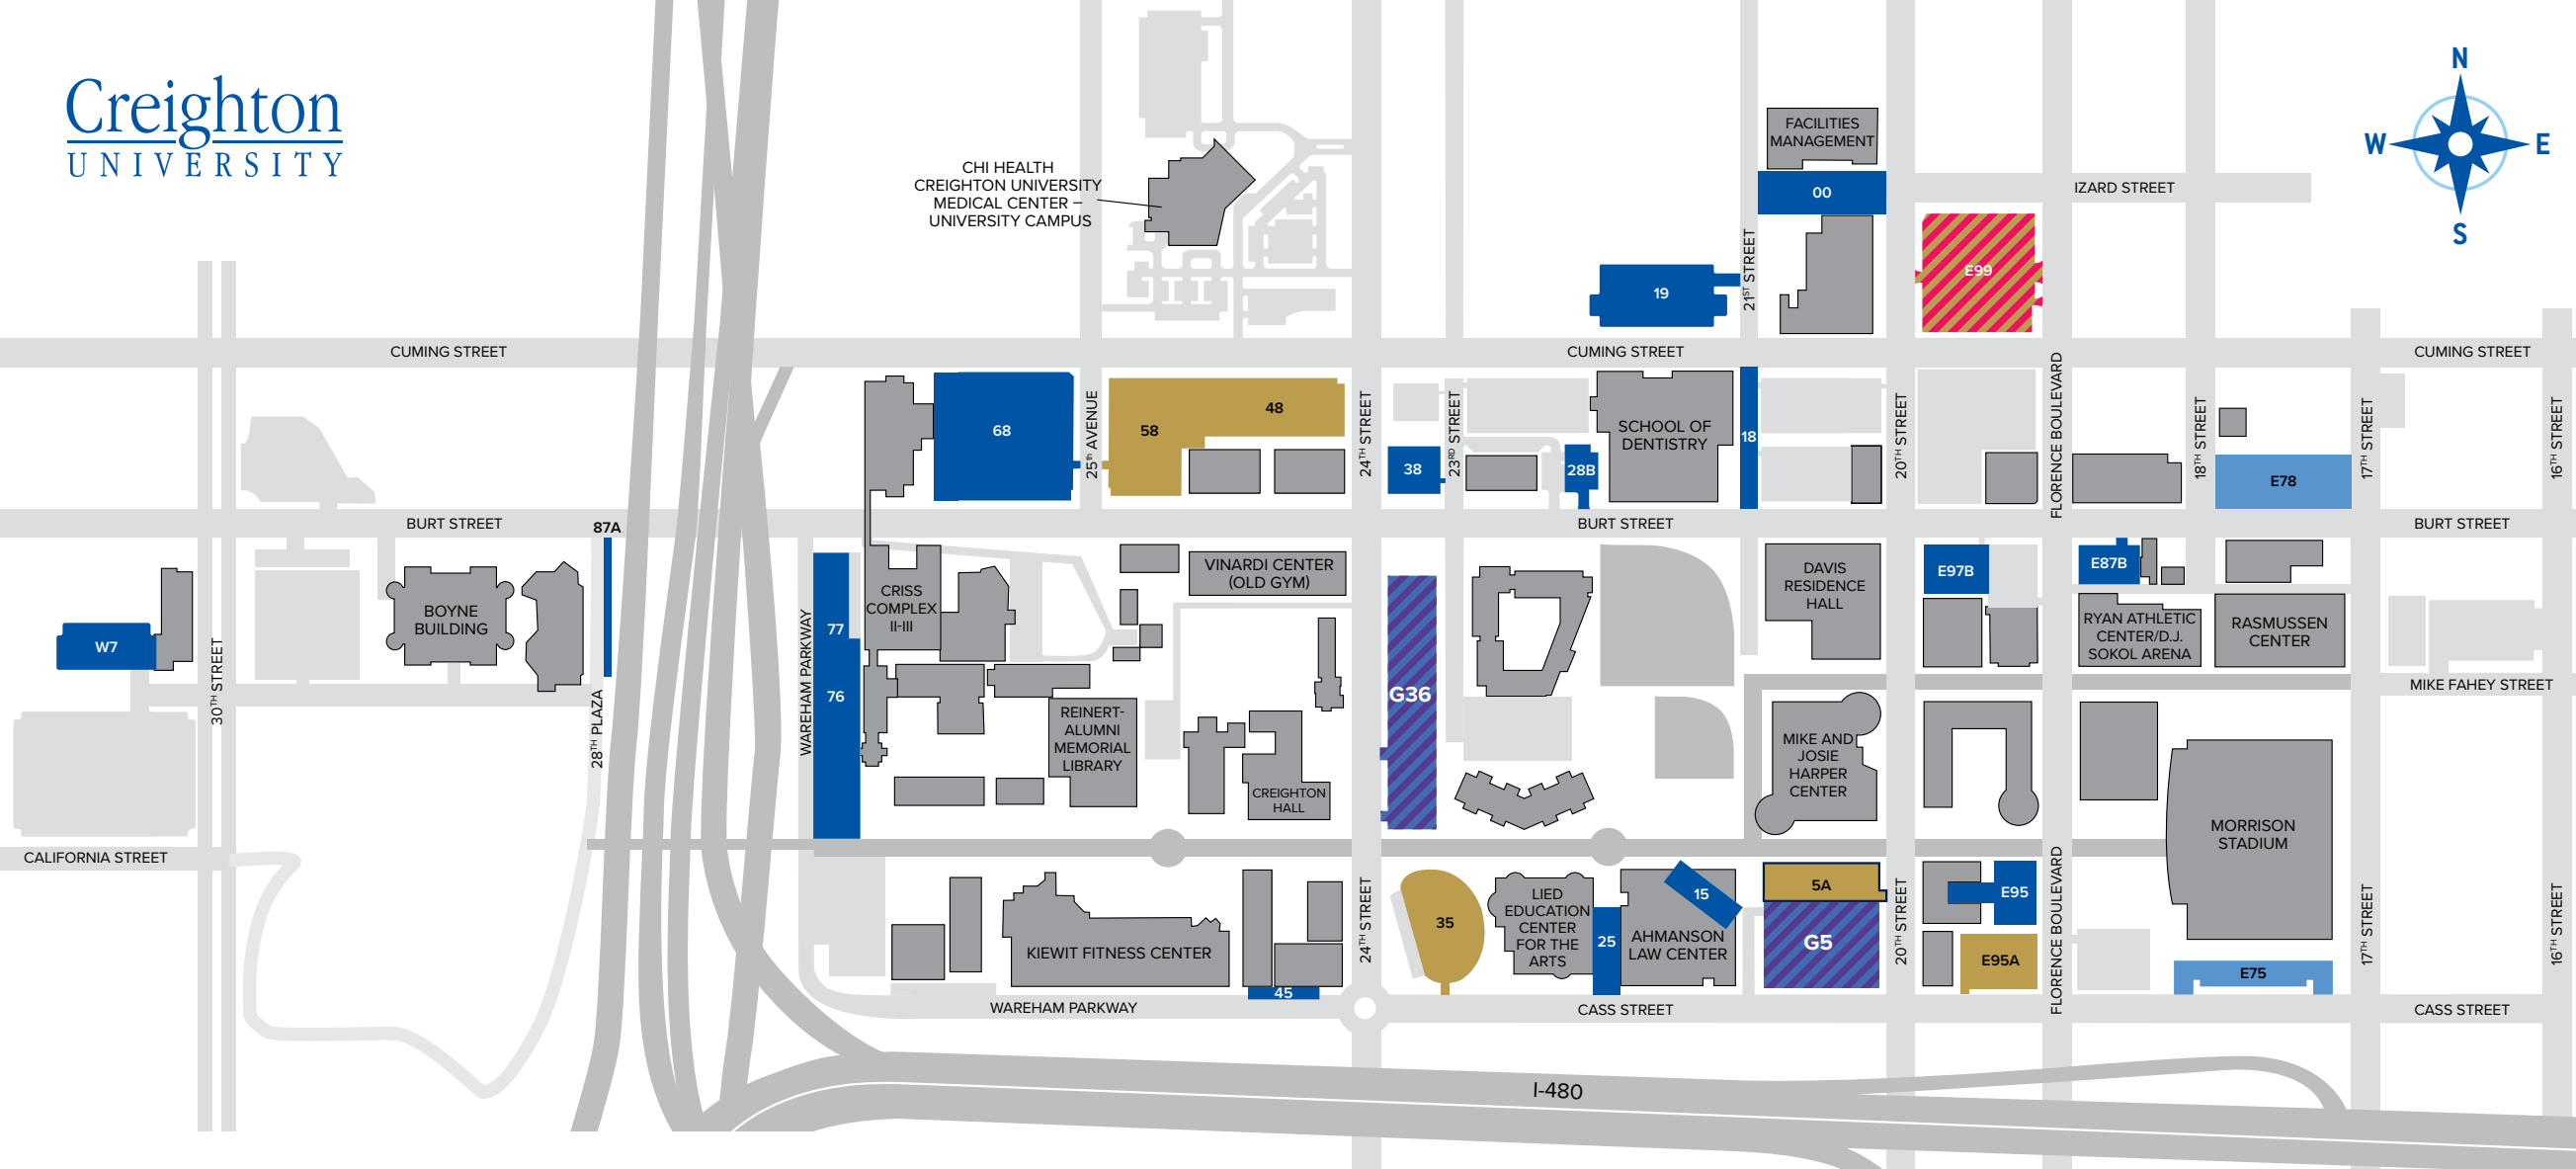 Creighton
UNIVERSITY
N
W
E
S
CHI HEALTH
CREIGHTON UNIVERSITY
MEDICAL CENTER –
UNIVERSITY CAMPUS
FACILITIES
MANAGEMENT
00
IZARD STREET
21ST STREET
E99
19
CUMING STREET
CUMING STREET
CUMING STREET
68
25th AVENUE
58
48
24TH STREET
38
23RD STREET
28B
SCHOOL OF
DENTISTRY
18
20TH STREET
FLORENCE BOULEVARD
18TH STREET
E78
17TH STREET
16TH STREET
BURT STREET
87A
BURT STREET
BURT STREET
W7
30TH STREET
BOYNE
BUILDING
28TH PLAZA
WAREHAM PARKWAY
77
76
CRISS
COMPLEX
II-III
VINARDI CENTER
(OLD GYM)
REINERT-
ALUMNI
MEMORIAL
LIBRARY
CREIGHTON
HALL
G36
DAVIS
RESIDENCE
HALL
E97B
E87B
RYAN ATHLETIC
CENTER/D.J.
SOKOL ARENA
RASMUSSEN
CENTER
MIKE FAHEY STREET
MIKE AND
JOSIE
HARPER
CENTER
MORRISON
STADIUM
CALIFORNIA STREET
KIEWIT FITNESS CENTER
45
24TH STREET
35
LIED
EDUCATION
CENTER
FOR THE
ARTS
25
15
AHMANSON
LAW CENTER
5A
G5
20TH STREET
E95
E95A
FLORENCE BOULEVARD
E75
17TH STREET
16TH STREET
WAREHAM PARKWAY
CASS STREET
CASS STREET
I-480